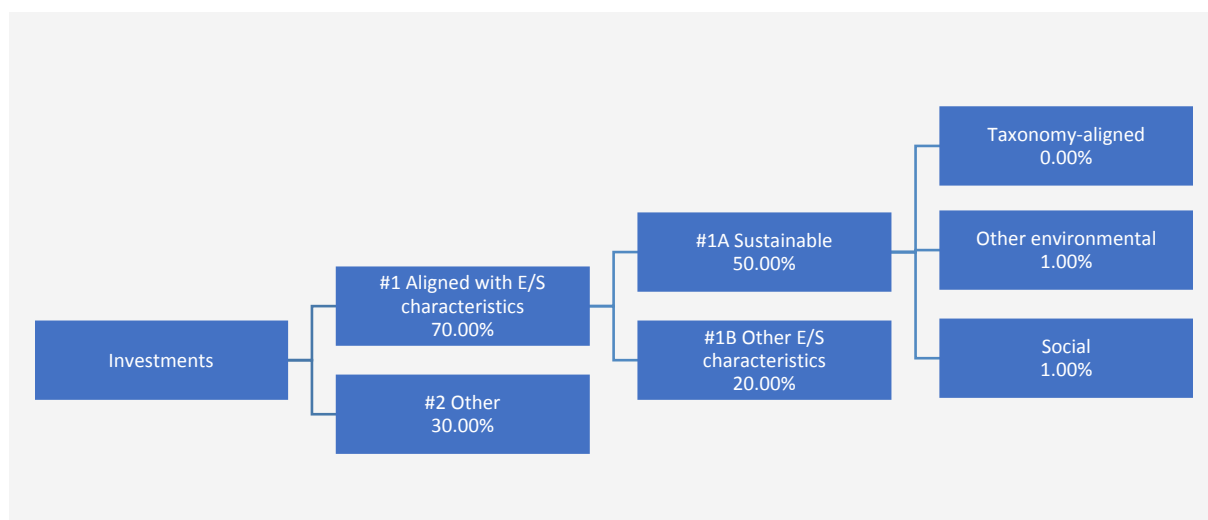 Investments
#1 Aligned with E/S
characteristics
70.00%
#2 Other
30.00%
#1A Sustainable
50.00%
#1B Other E/S
characteristics
20.00%
Taxonomy-aligned
0.00%
Other environmental
1.00%
Social
1.00%